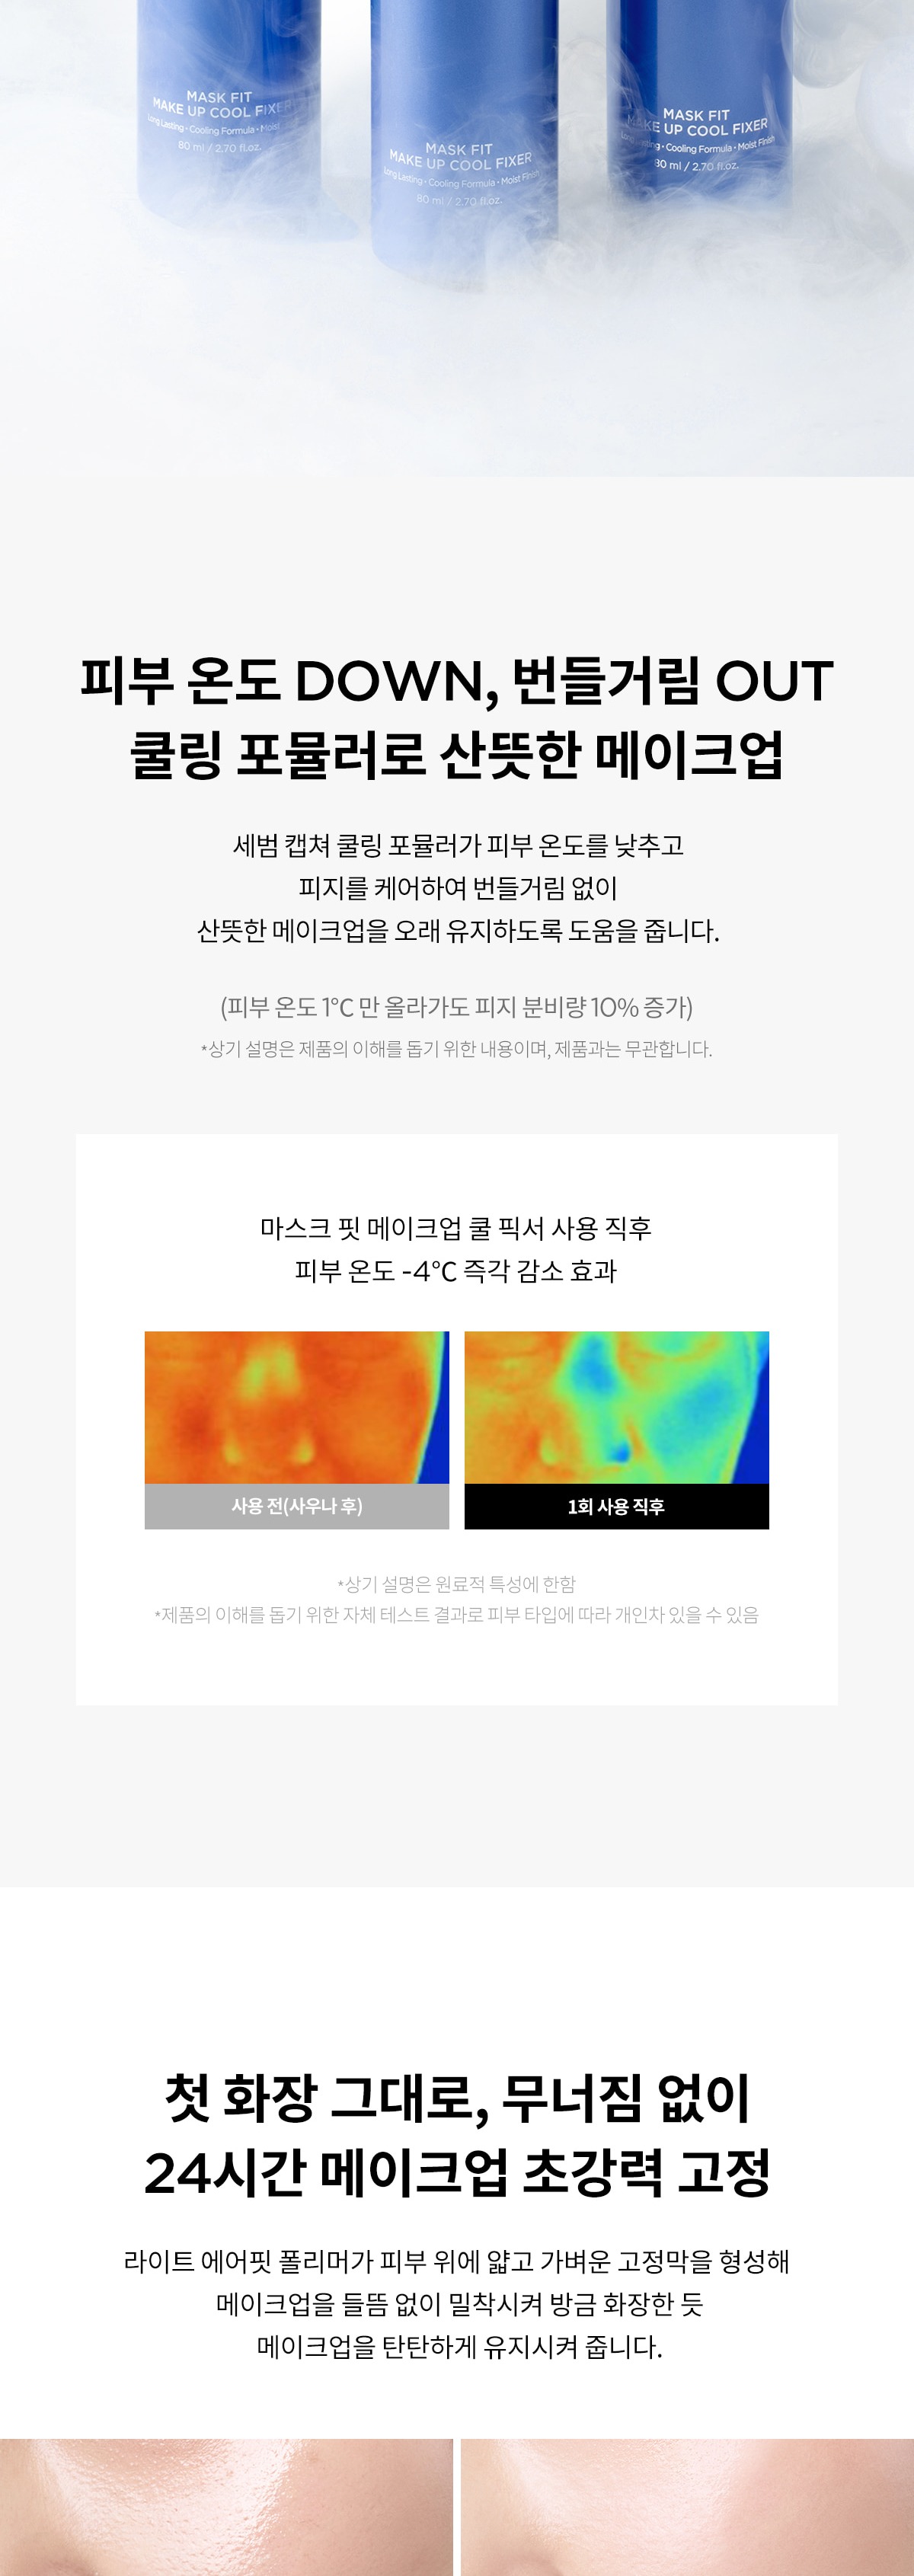 MASK FIT
MAKE UP COOL FIXER
Long Lasting · Cooling Formula · Moist
80 ml / 2.70 fl.oz.
MASK FIT
MAKE UP COOL FIXER
Long Lasting · Cooling Formula · Moist Finish
80 ml / 2.70 fl.oz.
MASK FIT
MAKE UP COOL FIXER
· Cooling Formula · Moist Finish
80 ml / 2.70 fl.oz.
피부 온도 DOWN, 번들거림 OUT
쿨링 포뮬러로 산뜻한 메이크업
세범 캡쳐 쿨링 포뮬러가 피부 온도를 낮추고
피지를 케어하여 번들거림 없이
산뜻한 메이크업을 오래 유지하도록 도움을 줍니다.
(피부 온도 1°C 만 올라가도 피지 분비량 10% 증가)
*상기 설명은 제품의 이해를 돕기 위한 내용이며, 제품과는 무관합니다.
마스크 핏 메이크업 쿨 픽서 사용 직후
피부 온도 -4°C 즉각 감소 효과
사용 전(사우나 후)
1회 사용 직후
*상기 설명은 원료적 특성에 한함
*제품의 이해를 돕기 위한 자체 테스트 결과로 피부 타입에 따라 개인차 있을 수 있음
첫 화장 그대로, 무너짐 없이
24시간 메이크업 초강력 고정
라이트 에어핏 폴리머가 피부 위에 얇고 가벼운 고정막을 형성해
메이크업을 들뜸 없이 밀착시켜 방금 화장한 듯
메이크업을 탄탄하게 유지시켜 줍니다.